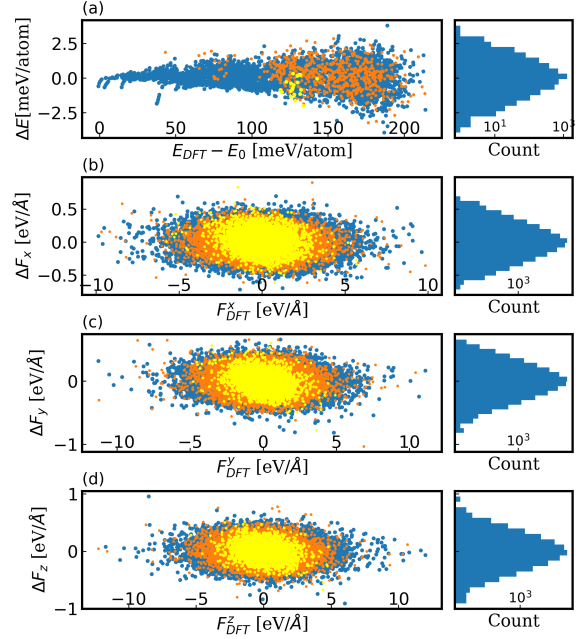 (a)
ΔE[meV/atom]
2.5
0.0
−2.5
0 50 100 150 200
E_DFT − E_0 [meV/atom]
10^1 10^3
Count
(b)
ΔF_x [eV/Å]
0.5
0.0
−0.5
−10 −5 0 5 10
F^x_DFT [eV/Å]
10^3
Count
(c)
ΔF_y [eV/Å]
0
−1
−10 −5 0 5 10
F^y_DFT [eV/Å]
10^3
Count
(d)
ΔF_z [eV/Å]
1
0
−1
−10 −5 0 5 10
F^z_DFT [eV/Å]
10^3
Count